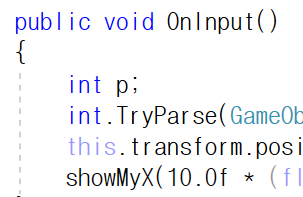 public void OnInput()
{
int p;
int.TryParse(GameOb
this.transform.posi
showMyX(10.0f * (fl